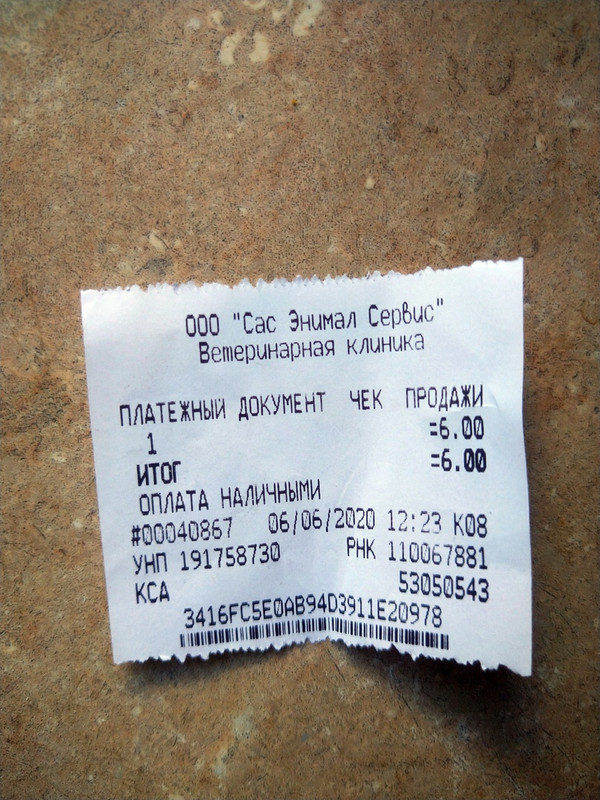 ООО "Сас Энимал Сервис"
Ветеринарная клиника
ПЛАТЕЖНЫЙ ДОКУМЕНТ ЧЕК ПРОДАЖИ
1 =6.00
ИТОГ =6.00
ОПЛАТА НАЛИЧНЫМИ
#00040867 06/06/2020 12:23 К08
УНП 191758730 РНК 110067881
КСА 53050543
3416FC5E0AB94D3911E20978